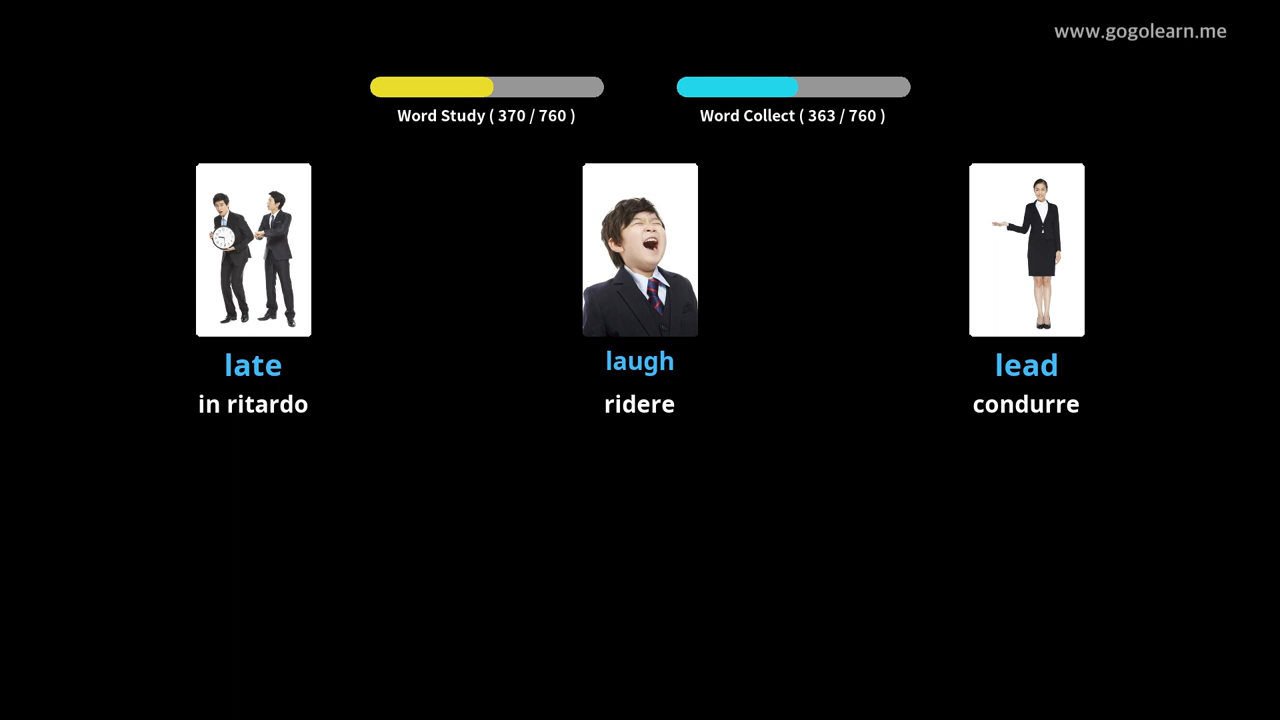 www.gogolearn.me
Word Study ( 370 / 760 )
Word Collect ( 363 / 760 )
late
in ritardo
laugh
ridere
lead
condurre